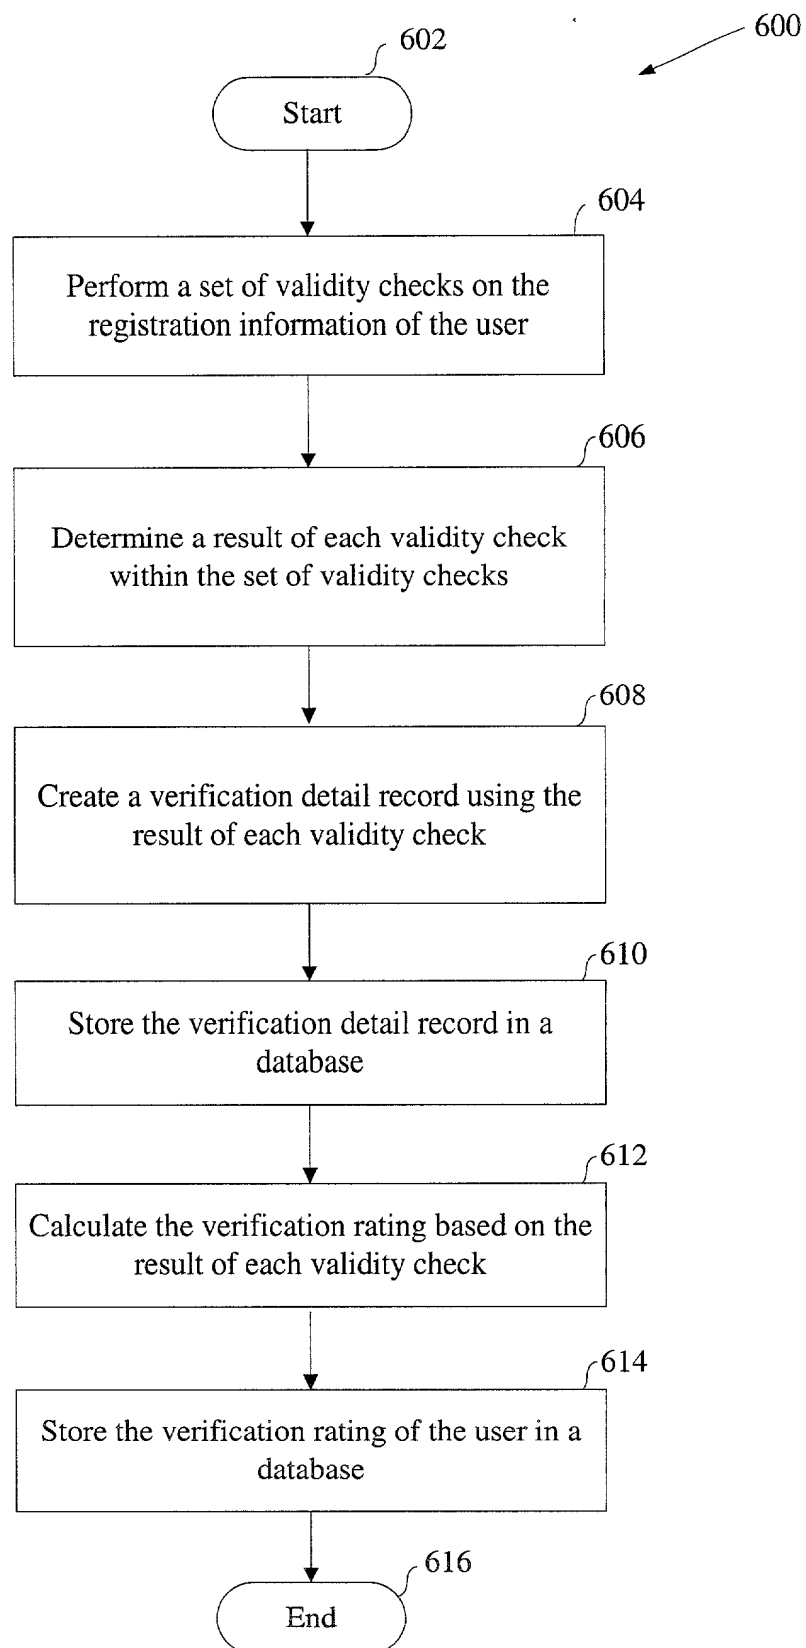 600
602
Start
604
Perform a set of validity checks on the
registration information of the user
606
Determine a result of each validity check
within the set of validity checks
608
Create a verification detail record using the
result of each validity check
610
Store the verification detail record in a
database
612
Calculate the verification rating based on the
result of each validity check
614
Store the verification rating of the user in a
database
616
End